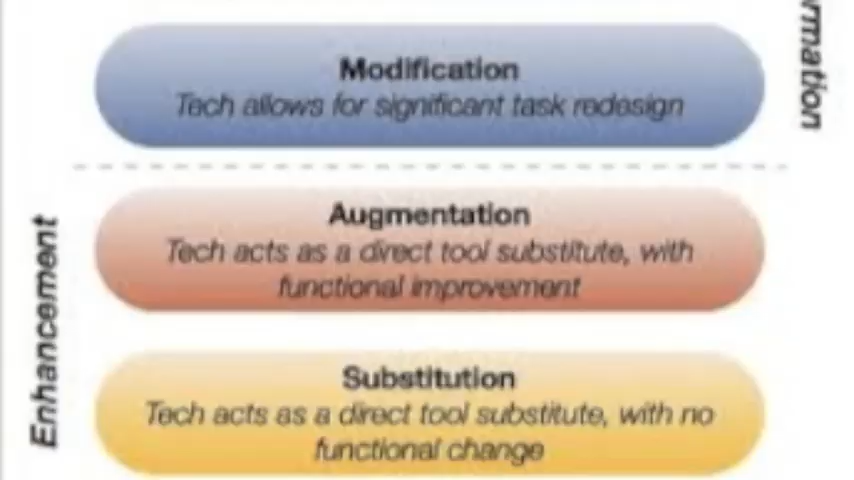 Modification
Tech allows for significant task redesign
rmation
Augmentation
Tech acts as a direct tool substitute, with
functional improvement
Enhancement
Substitution
Tech acts as a direct tool substitute, with no
functional change